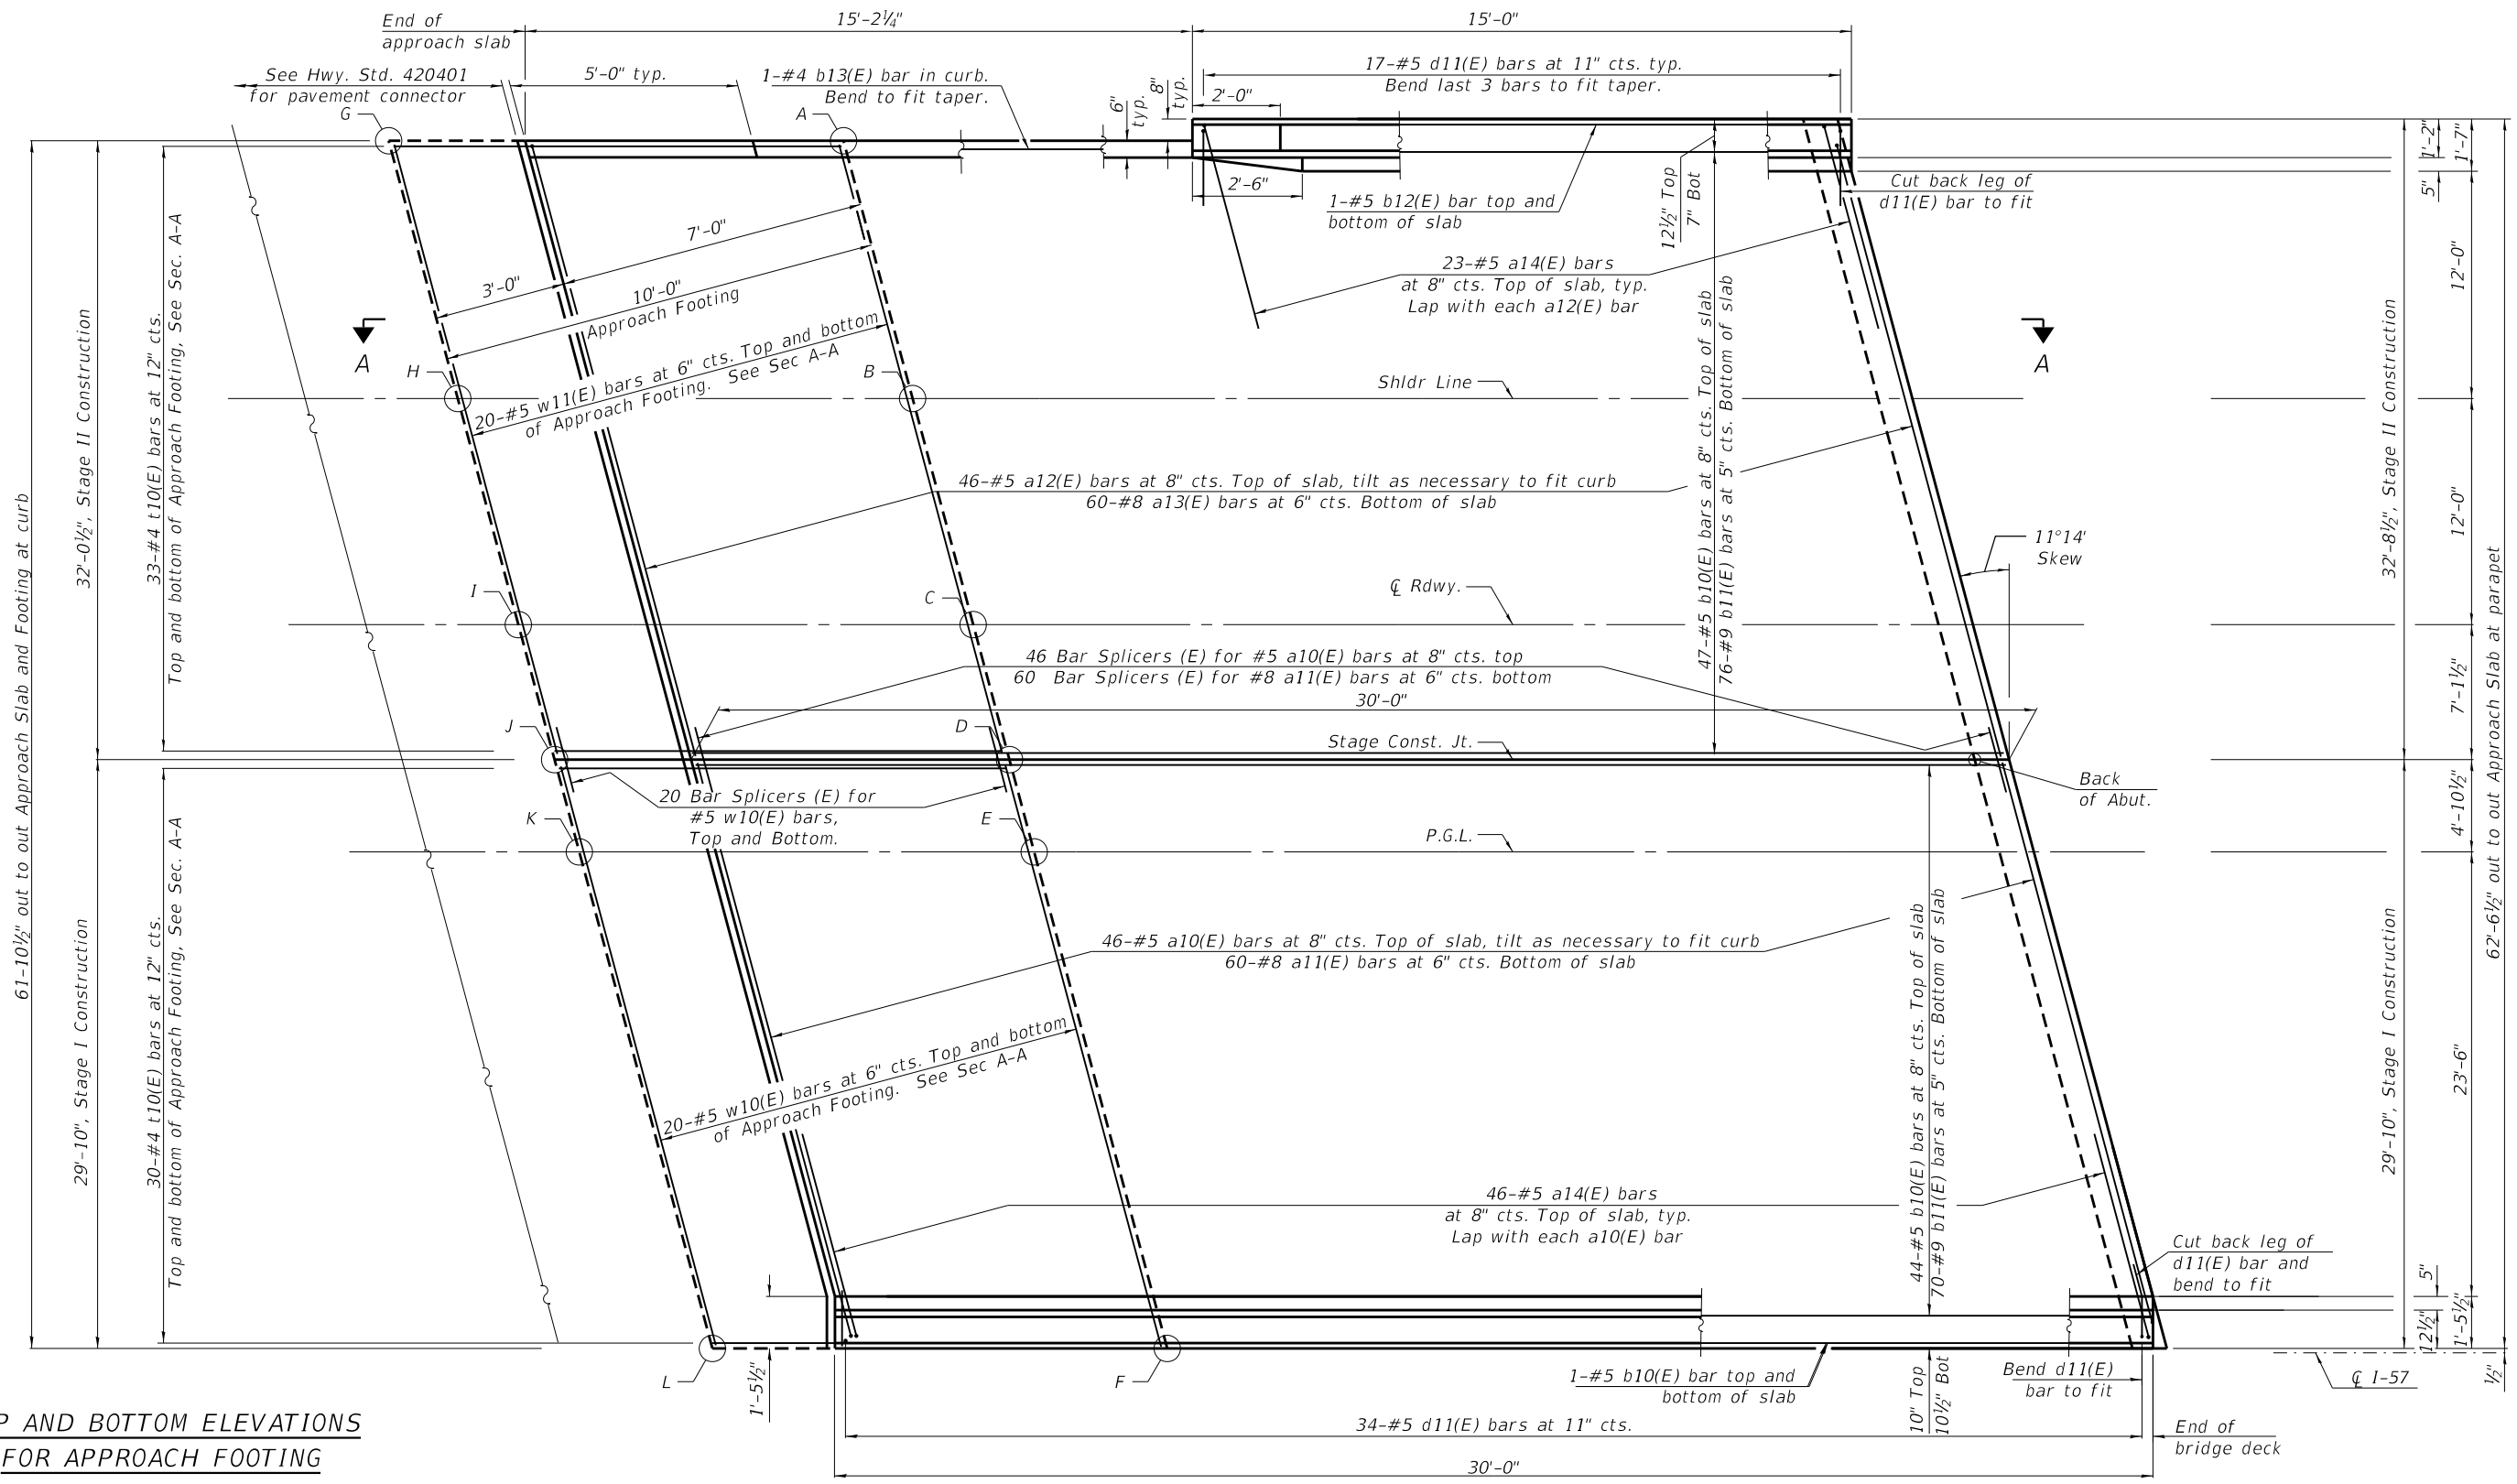 End of
approach slab
15'-2¼"
15'-0"
See Hwy. Std. 420401
for pavement connector
5'-0" typ.
1-#4 b13(E) bar in curb.
Bend to fit taper.
6"
typ.
8"
typ.
2'-0"
17-#5 d11(E) bars at 11" cts. typ.
Bend last 3 bars to fit taper.
G
A
2'-6"
1-#5 b12(E) bar top and
bottom of slab
12½" Top
7" Bot
Cut back leg of
d11(E) bar to fit
1'-2"
5"
1'-7"
7'-0"
3'-0"
10'-0"
Approach Footing
23-#5 a14(E) bars
at 8" cts. Top of slab, typ.
Lap with each a12(E) bar
12'-0"
A
A
H
B
20-#5 w11(E) bars at 6" cts. Top and bottom
of Approach Footing. See Sec A-A
Shldr Line
61-10½" out to out Approach Slab and Footing at curb
32'-0½", Stage II Construction
33-#4 t10(E) bars at 12" cts.
Top and bottom of Approach Footing, See Sec. A-A
46-#5 a12(E) bars at 8" cts. Top of slab, tilt as necessary to fit curb
60-#8 a13(E) bars at 6" cts. Bottom of slab
47-#5 b10(E) bars at 8" cts. Top of slab
76-#9 b11(E) bars at 5" cts. Bottom of slab
32'-8½", Stage II Construction
12'-0"
11°14'
Skew
I
C
℄ Rdwy.
46 Bar Splicers (E) for #5 a10(E) bars at 8" cts. top
60 Bar Splicers (E) for #8 a11(E) bars at 6" cts. bottom
30'-0"
7'-1½"
62'-6½" out to out Approach Slab at parapet
J
D
Stage Const. Jt.
Back
of Abut.
20 Bar Splicers (E) for
#5 w10(E) bars,
Top and Bottom.
4'-10½"
K
E
P.G.L.
29'-10", Stage I Construction
30-#4 t10(E) bars at 12" cts.
Top and bottom of Approach Footing, See Sec. A-A
46-#5 a10(E) bars at 8" cts. Top of slab, tilt as necessary to fit curb
60-#8 a11(E) bars at 6" cts. Bottom of slab
44-#5 b10(E) bars at 8" cts. Top of slab
70-#9 b11(E) bars at 5" cts. Bottom of slab
29'-10", Stage I Construction
23'-6"
20-#5 w10(E) bars at 6" cts. Top and bottom
of Approach Footing. See Sec A-A
46-#5 a14(E) bars
at 8" cts. Top of slab, typ.
Lap with each a10(E) bar
Cut back leg of
d11(E) bar and
bend to fit
5"
12½"
1'-5½"
L
F
1'-5½"
1-#5 b10(E) bar top and
bottom of slab
10" Top
10½" Bot
Bend d11(E)
bar to fit
℄ I-57
½"
34-#5 d11(E) bars at 11" cts.
End of
bridge deck
30'-0"
P AND BOTTOM ELEVATIONS
FOR APPROACH FOOTING